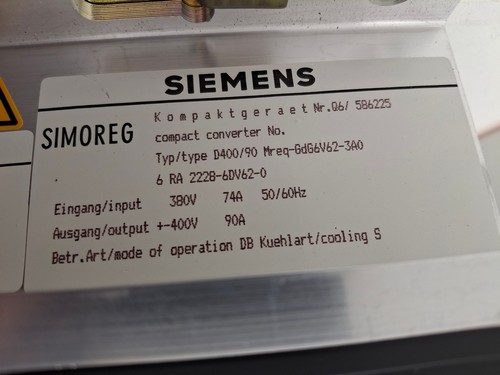 SIEMENS
SIMOREG
Kompaktgeraet Nr.Q6/ 586225
compact converter No.
Typ/type D400/90 Mreq-GdG6V62-3A0
6 RA 2228-6DV62-0
Eingang/input 380V 74A 50/60Hz
Ausgang/output +-400V 90A
Betr.Art/mode of operation DB Kuehlart/cooling S